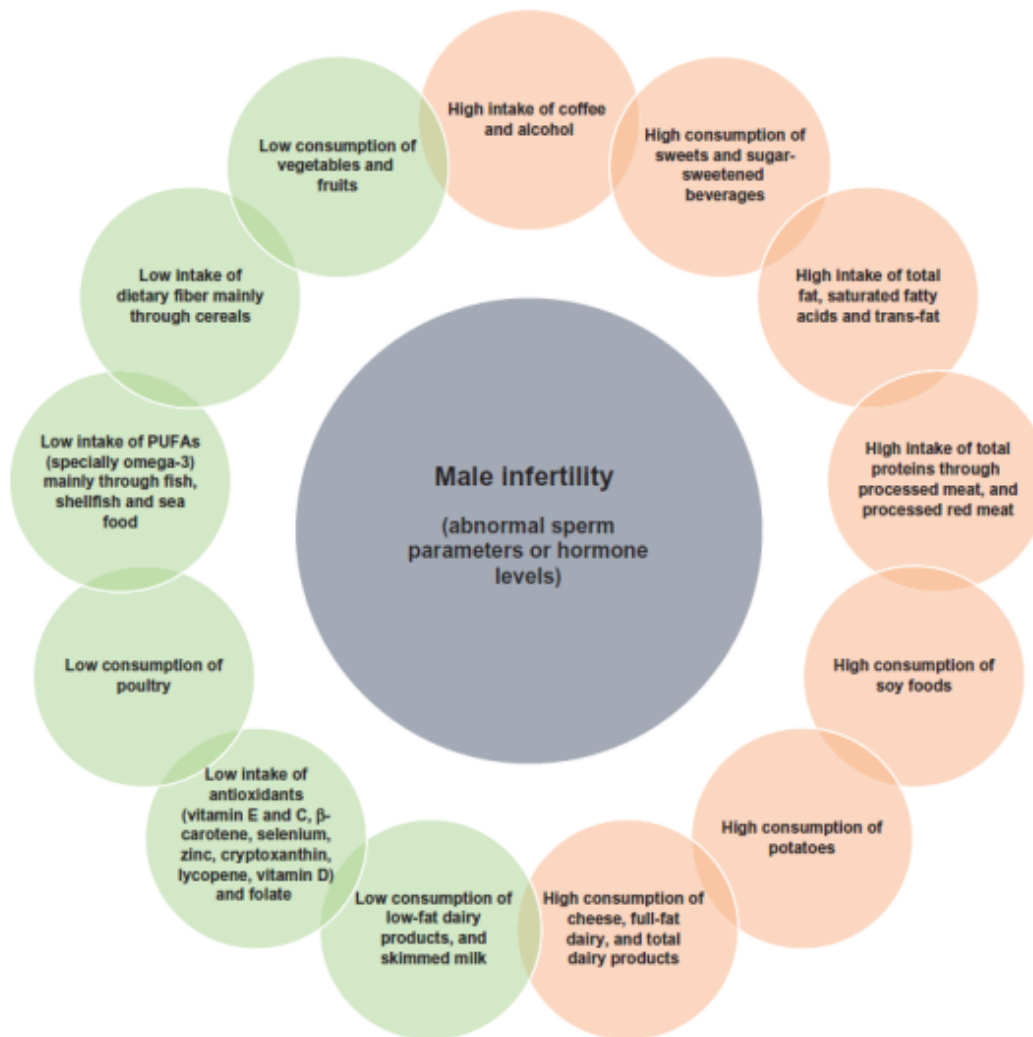 High intake of coffee
and alcohol
High consumption of
sweets and sugar-
sweetened
beverages
High intake of total
fat, saturated fatty
acids and trans-fat
High intake of total
proteins through
processed meat, and
processed red meat
High consumption of
soy foods
High consumption of
potatoes
High consumption of
cheese, full-fat
dairy, and total
dairy products
Low consumption of
low-fat dairy
products, and
skimmed milk
Low intake of
antioxidants
(vitamin E and C, β-
carotene, selenium,
zinc, cryptoxanthin,
lycopene, vitamin D)
and folate
Low consumption of
poultry
Low intake of PUFAs
(specially omega-3)
mainly through fish,
shellfish and sea
food
Low intake of
dietary fiber mainly
through cereals
Low consumption of
vegetables and
fruits
Male infertility
(abnormal sperm
parameters or hormone
levels)